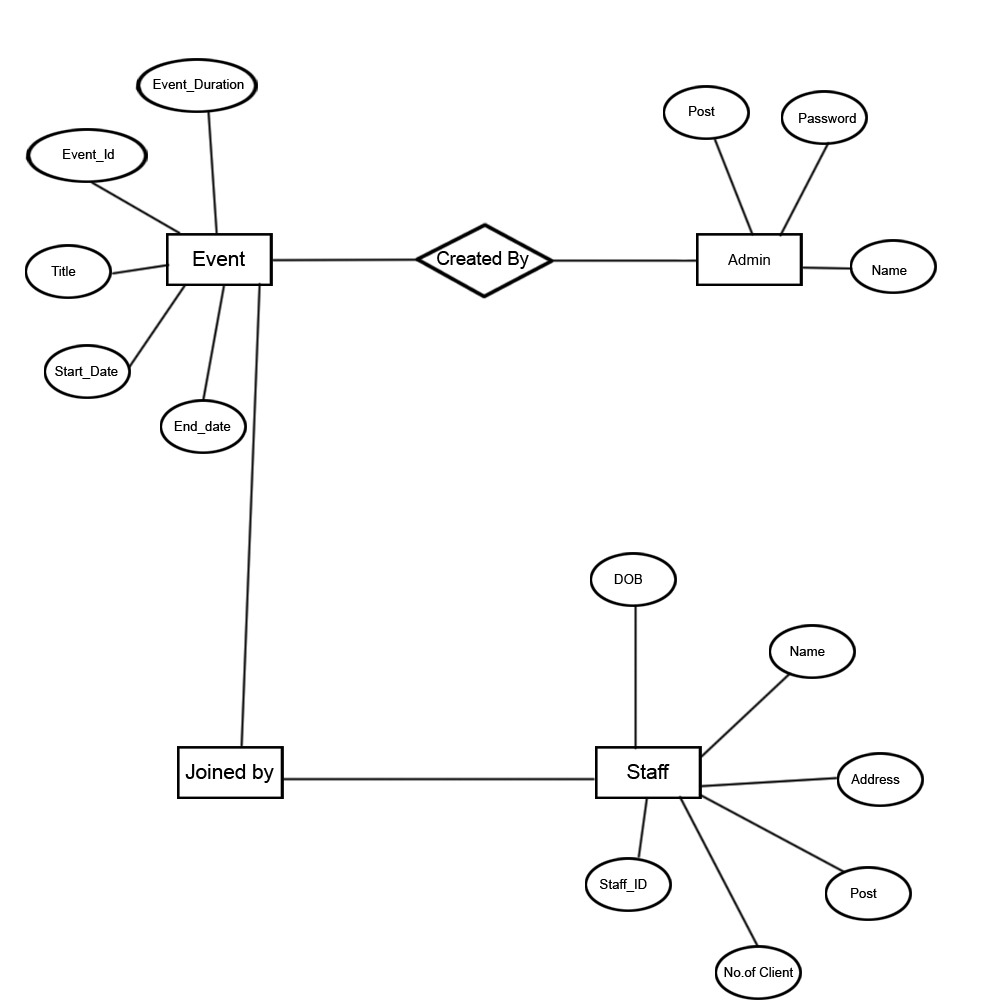 Event_Duration
Post
Password
Event_Id
Event
Created By
Admin
Title
Name
Start_Date
End_date
DOB
Name
Joined by
Staff
Address
Staff_ID
Post
No.of Client